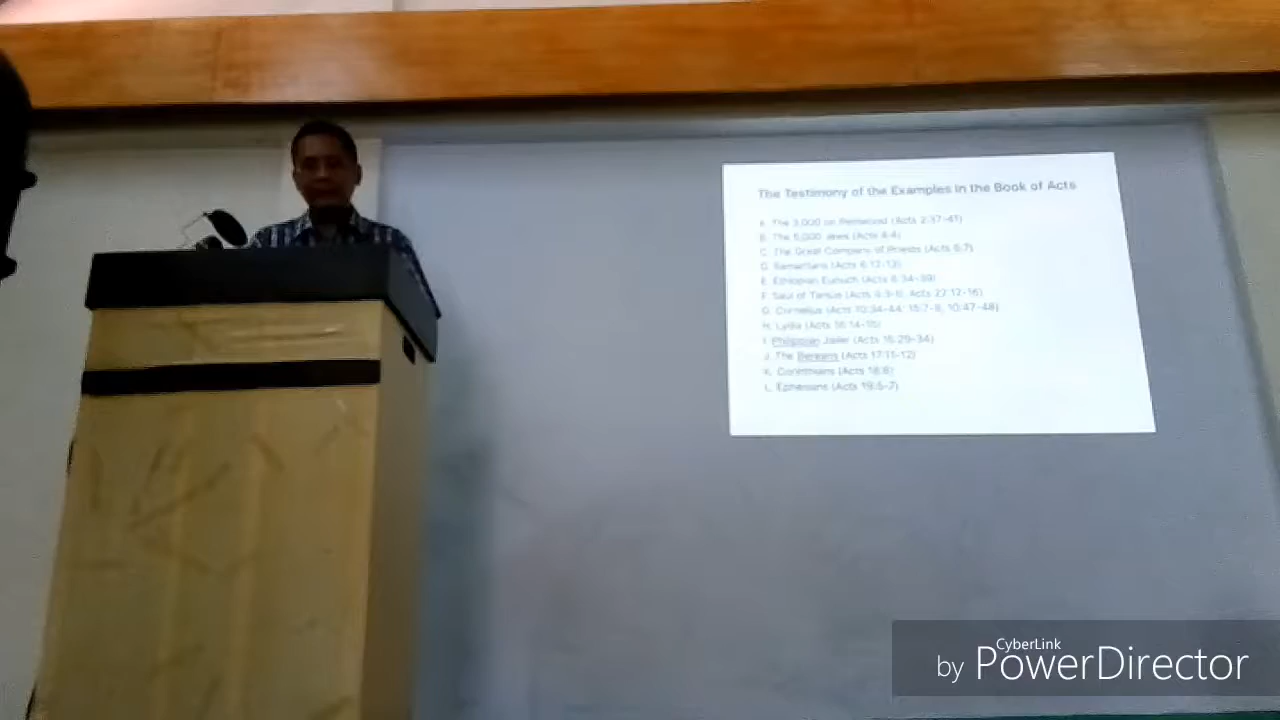 The Testimony of the Examples in the Book of Acts
A. The 3,000 on Pentecost (Acts 2:37-41)
B. The 5,000 Jews (Acts 4:4)
C. The Great Company of Priests (Acts 6:7)
D. Samaritans (Acts 8:12-13)
E. Ethiopian Eunuch (Acts 8:34-39)
F. Saul of Tarsus (Acts 9:3-6; Acts 22:12-16)
G. Cornelius (Acts 10:34-44; 15:7-8; 10:47-48)
H. Lydia (Acts 16:14-15)
I. Philippian Jailer (Acts 16:29-34)
J. The Bereans (Acts 17:11-12)
K. Corinthians (Acts 18:8)
L. Ephesians (Acts 19:5-7)
CyberLink
by PowerDirector